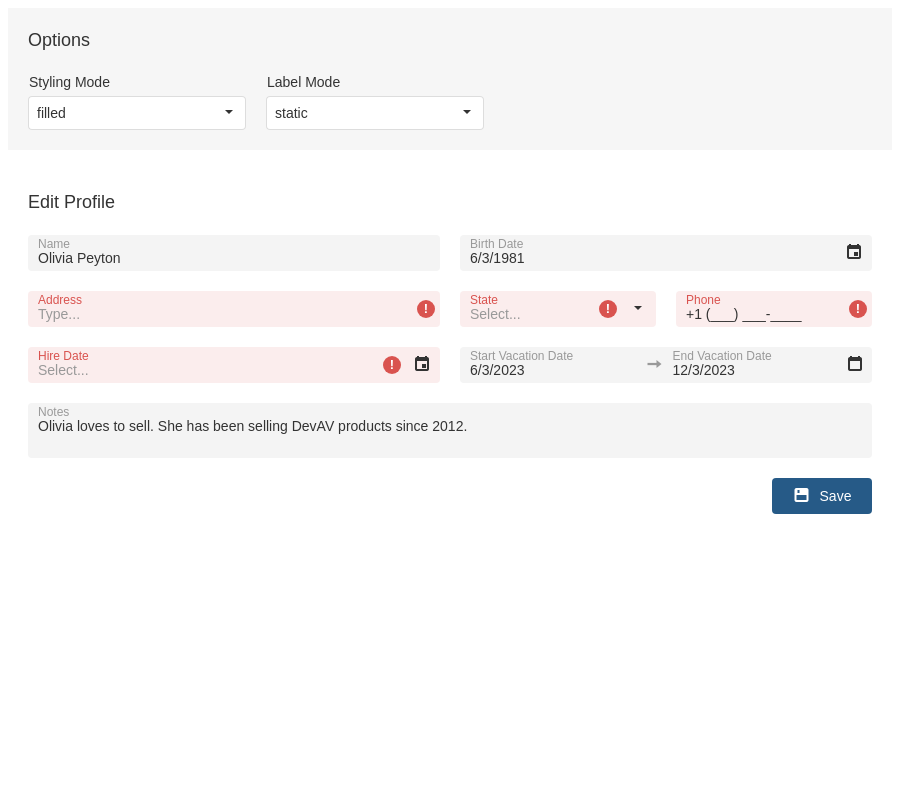 Options
Styling Mode Label Mode
filled static
Edit Profile
Name Birth Date
Olivia Peyton 6/3/1981
Address State Phone
Type... Select... +1 (___) ___-____
Hire Date Start Vacation Date End Vacation Date
Select... 6/3/2023 12/3/2023
Notes
Olivia loves to sell. She has been selling DevAV products since 2012.
Save